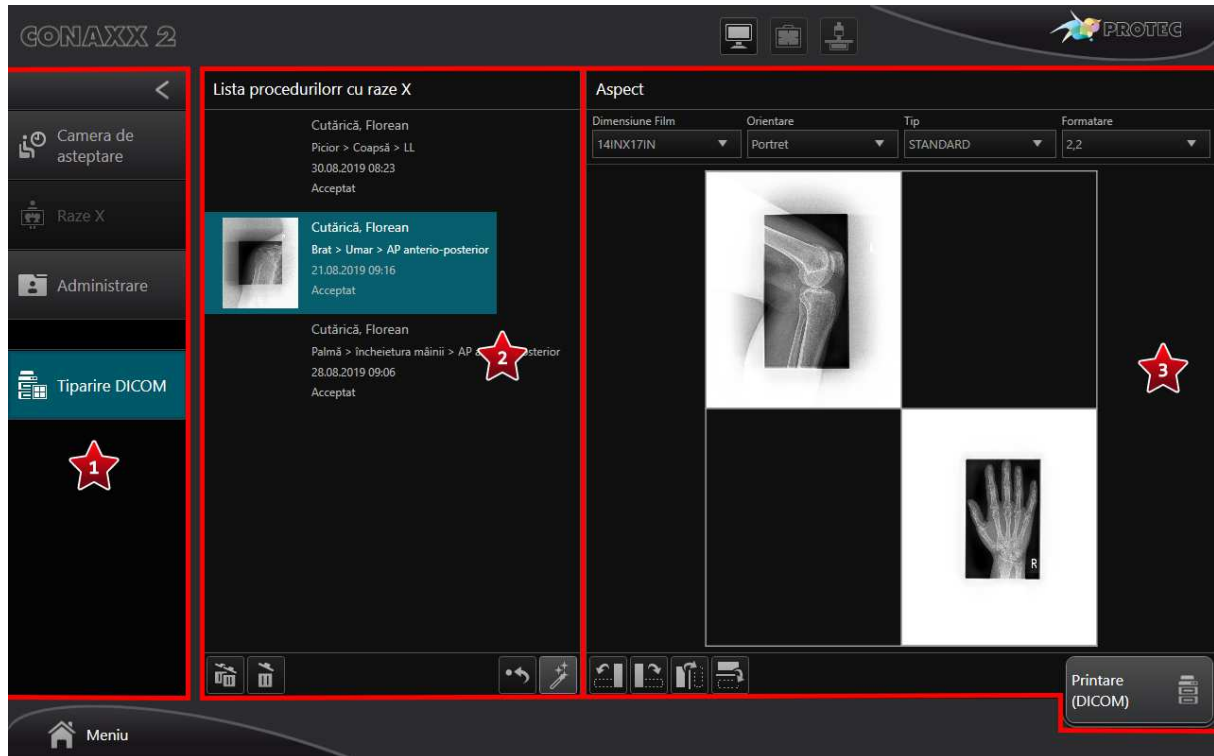 CONAXX 2
PROTEC
Camera de
asteptare
Raze X
Administrare
Tiparire DICOM
1
Lista procedurilorr cu raze X
Cutărică, Florean
Picior > Coapsă > LL
30.08.2019 08:23
Acceptat
Cutărică, Florean
Brat > Umar > AP anterio-posterior
21.08.2019 09:16
Acceptat
Cutărică, Florean
Palmă > încheietura mâinii > AP
28.08.2019 09:06
Acceptat
2
Aspect
Dimensiune Film Orientare Tip Formatare
14INX17IN Portret STANDARD 2,2
3
R
Printare
(DICOM)
Meniu